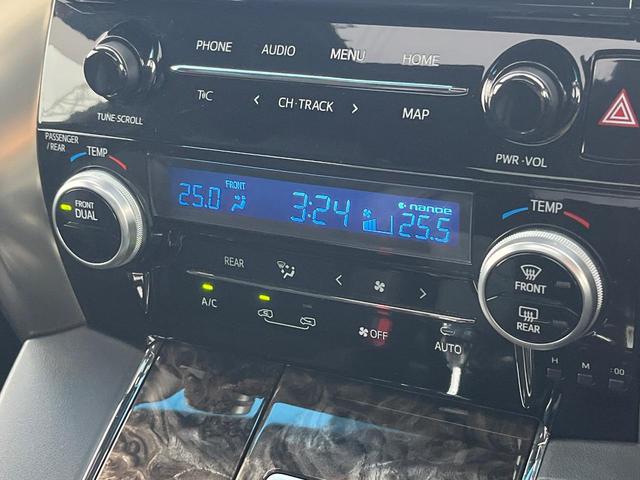 PHONE AUDIO MENU HOME
T/C < CH·TRACK > MAP
TUNE·SCROLL
PWR·VOL
PASSENGER
/REAR
TEMP
FRONT
DUAL
25.0 FRONT 3:24 nanoe 25.5
TEMP
FRONT
REAR
REAR < >
A/C
OFF
AUTO
H M :00